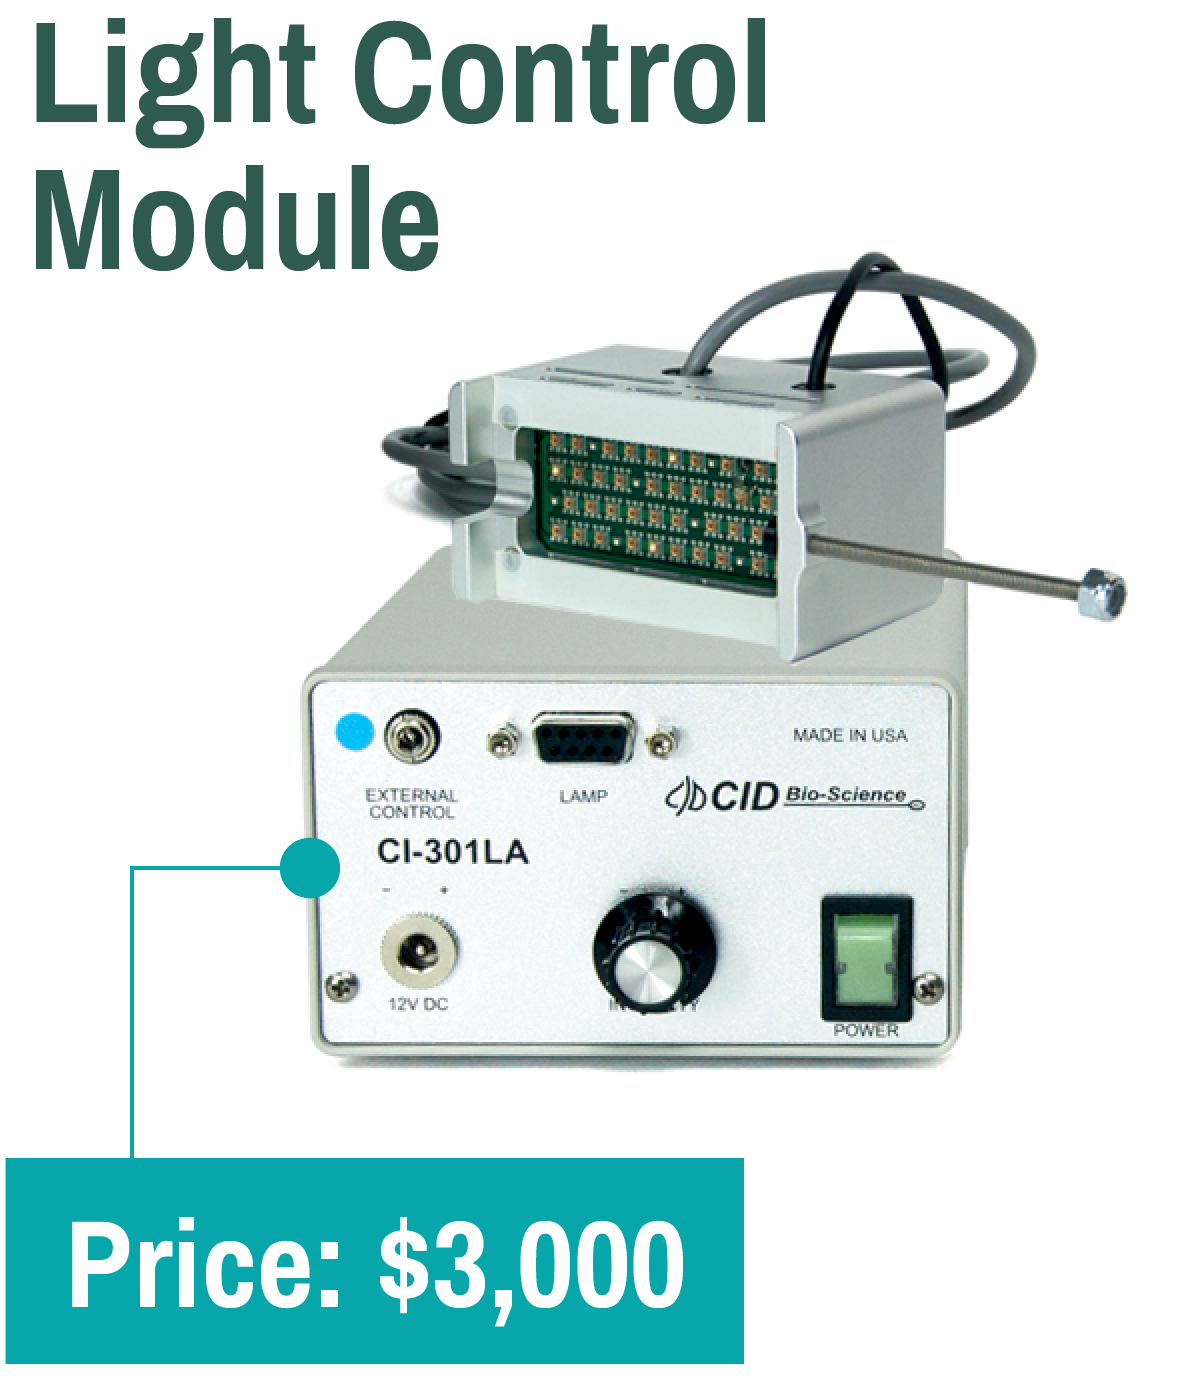 Light Control
Module
MADE IN USA
EXTERNAL
CONTROL
LAMP
CID Bio-Science
CI-301LA
- +
- +
12V DC
POWER
Price: $3,000